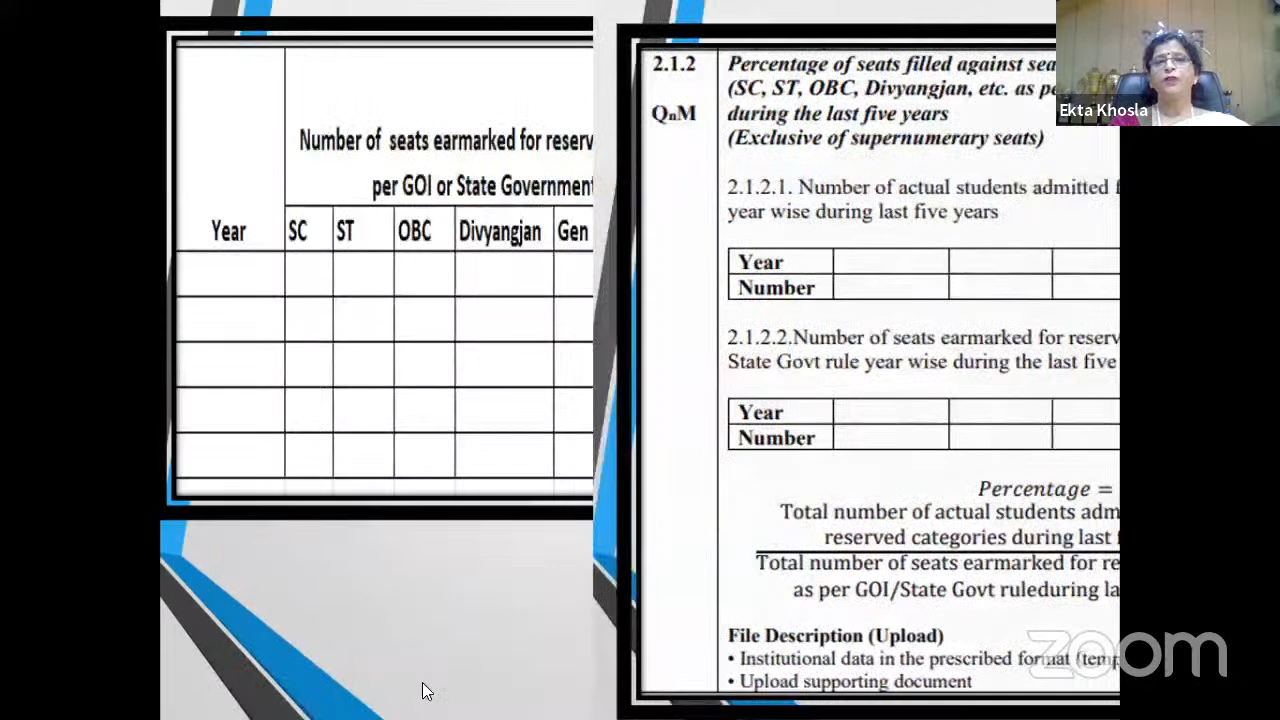 Number of seats earmarked for reserv
per GOI or State Government
Year
SC
ST
OBC
Divyangjan
Gen
2.1.2
QnM
Percentage of seats filled against sea
(SC, ST, OBC, Divyangjan, etc. as pe
during the last five years
(Exclusive of supernumerary seats)
2.1.2.1. Number of actual students admitted f
year wise during last five years
Year
Number
2.1.2.2.Number of seats earmarked for reserv
State Govt rule year wise during the last five
Year
Number
Percentage =
Total number of actual students adm
reserved categories during last f
Total number of seats earmarked for re
as per GOI/State Govt ruleduring la
File Description (Upload)
• Institutional data in the prescribed format (temp
• Upload supporting document
Ekta Khosla
zoom